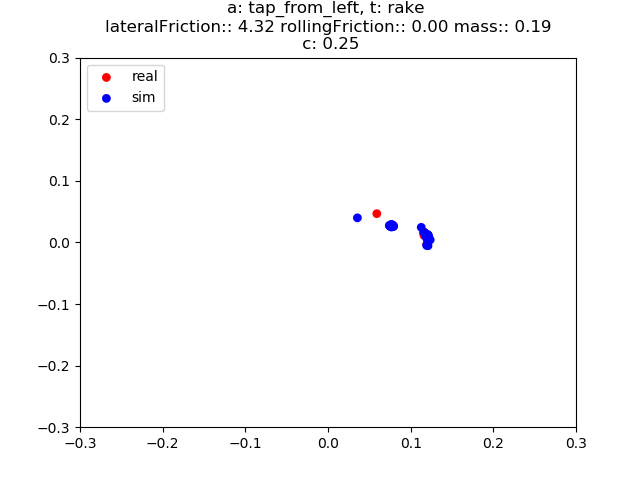 a: tap_from_left, t: rake
lateralFriction:: 4.32 rollingFriction:: 0.00 mass:: 0.19
c: 0.25
real
sim
0.3
0.2
0.1
0.0
−0.1
−0.2
−0.3
−0.3 −0.2 −0.1 0.0 0.1 0.2 0.3